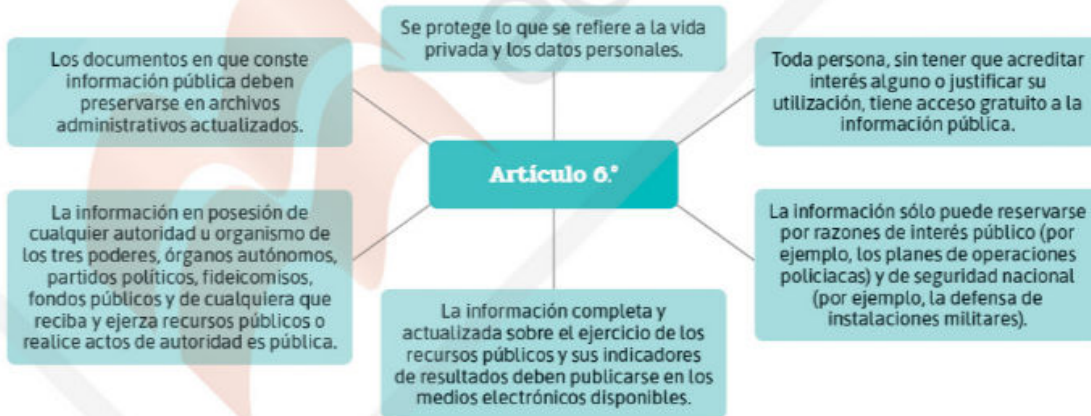 Se protege lo que se refiere a la vida
privada y los datos personales.
Los documentos en que conste
información pública deben
preservarse en archivos
administrativos actualizados.
Toda persona, sin tener que acreditar
interés alguno o justificar su
utilización, tiene acceso gratuito a la
información pública.
Artículo 6.°
La información en posesión de
cualquier autoridad u organismo de
los tres poderes, órganos autónomos,
partidos políticos, fideicomisos,
fondos públicos y de cualquiera que
reciba y ejerza recursos públicos o
realice actos de autoridad es pública.
La información sólo puede reservarse
por razones de interés público (por
ejemplo, los planes de operaciones
policiacas) y de seguridad nacional
(por ejemplo, la defensa de
instalaciones militares).
La información completa y
actualizada sobre el ejercicio de los
recursos públicos y sus indicadores
de resultados deben publicarse en los
medios electrónicos disponibles.